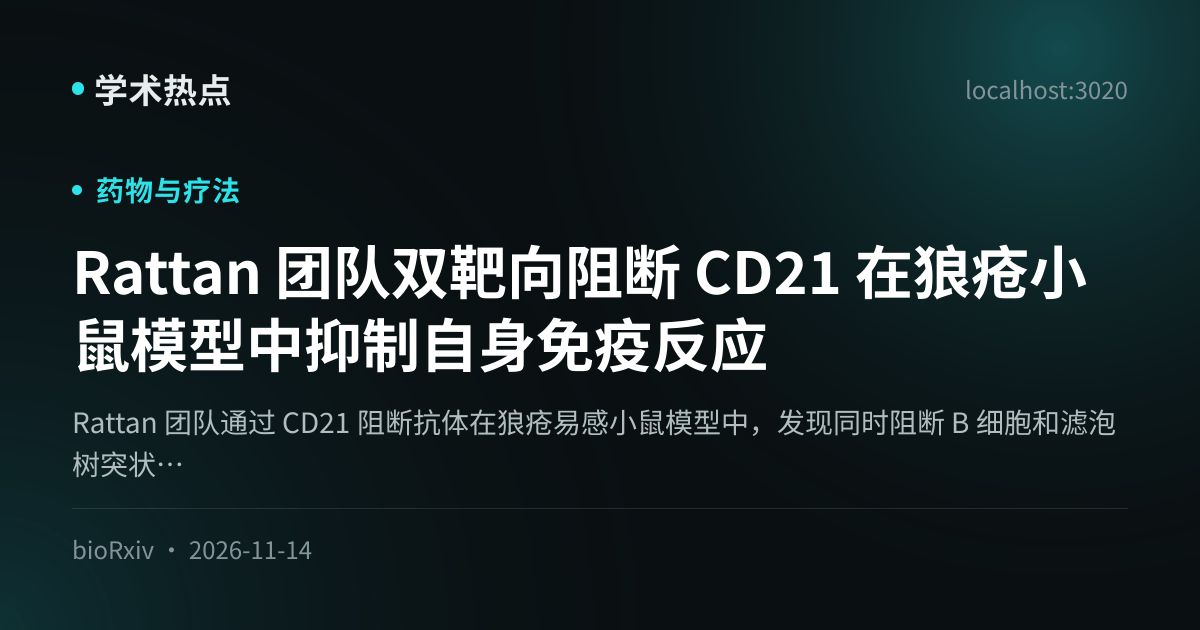 学术热点
localhost:3020
药物与疗法
Rattan 团队双靶向阻断 CD21 在狼疮小
鼠模型中抑制自身免疫反应
Rattan 团队通过 CD21 阻断抗体在狼疮易感小鼠模型中，发现同时阻断 B 细胞和滤泡
树突状…
bioRxiv · 2026-11-14